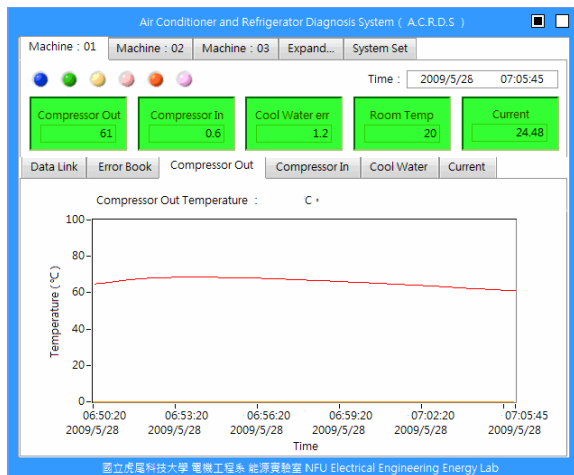 Air Conditioner and Refrigerator Diagnosis System ( A.C.R.D.S )
Machine : 01 Machine : 02 Machine : 03 Expand... System Set
Time : 2009/5/28 07:05:45
Compressor Out Compressor In Cool Water err Room Temp Current
61 0.6 1.2 20 24.48
Data Link Error Book Compressor Out Compressor In Cool Water Current
Compressor Out Temperature : C。
100
80
60
40
20
Temperature (℃)
06:50:20 06:53:20 06:56:20 06:59:20 07:02:20 07:05:45
2009/5/28 2009/5/28 2009/5/28 2009/5/28 2009/5/28 2009/5/28
Time
國立虎尾科技大學 電機工程系 能源實驗室 NFU Electrical Engineering Energy Lab